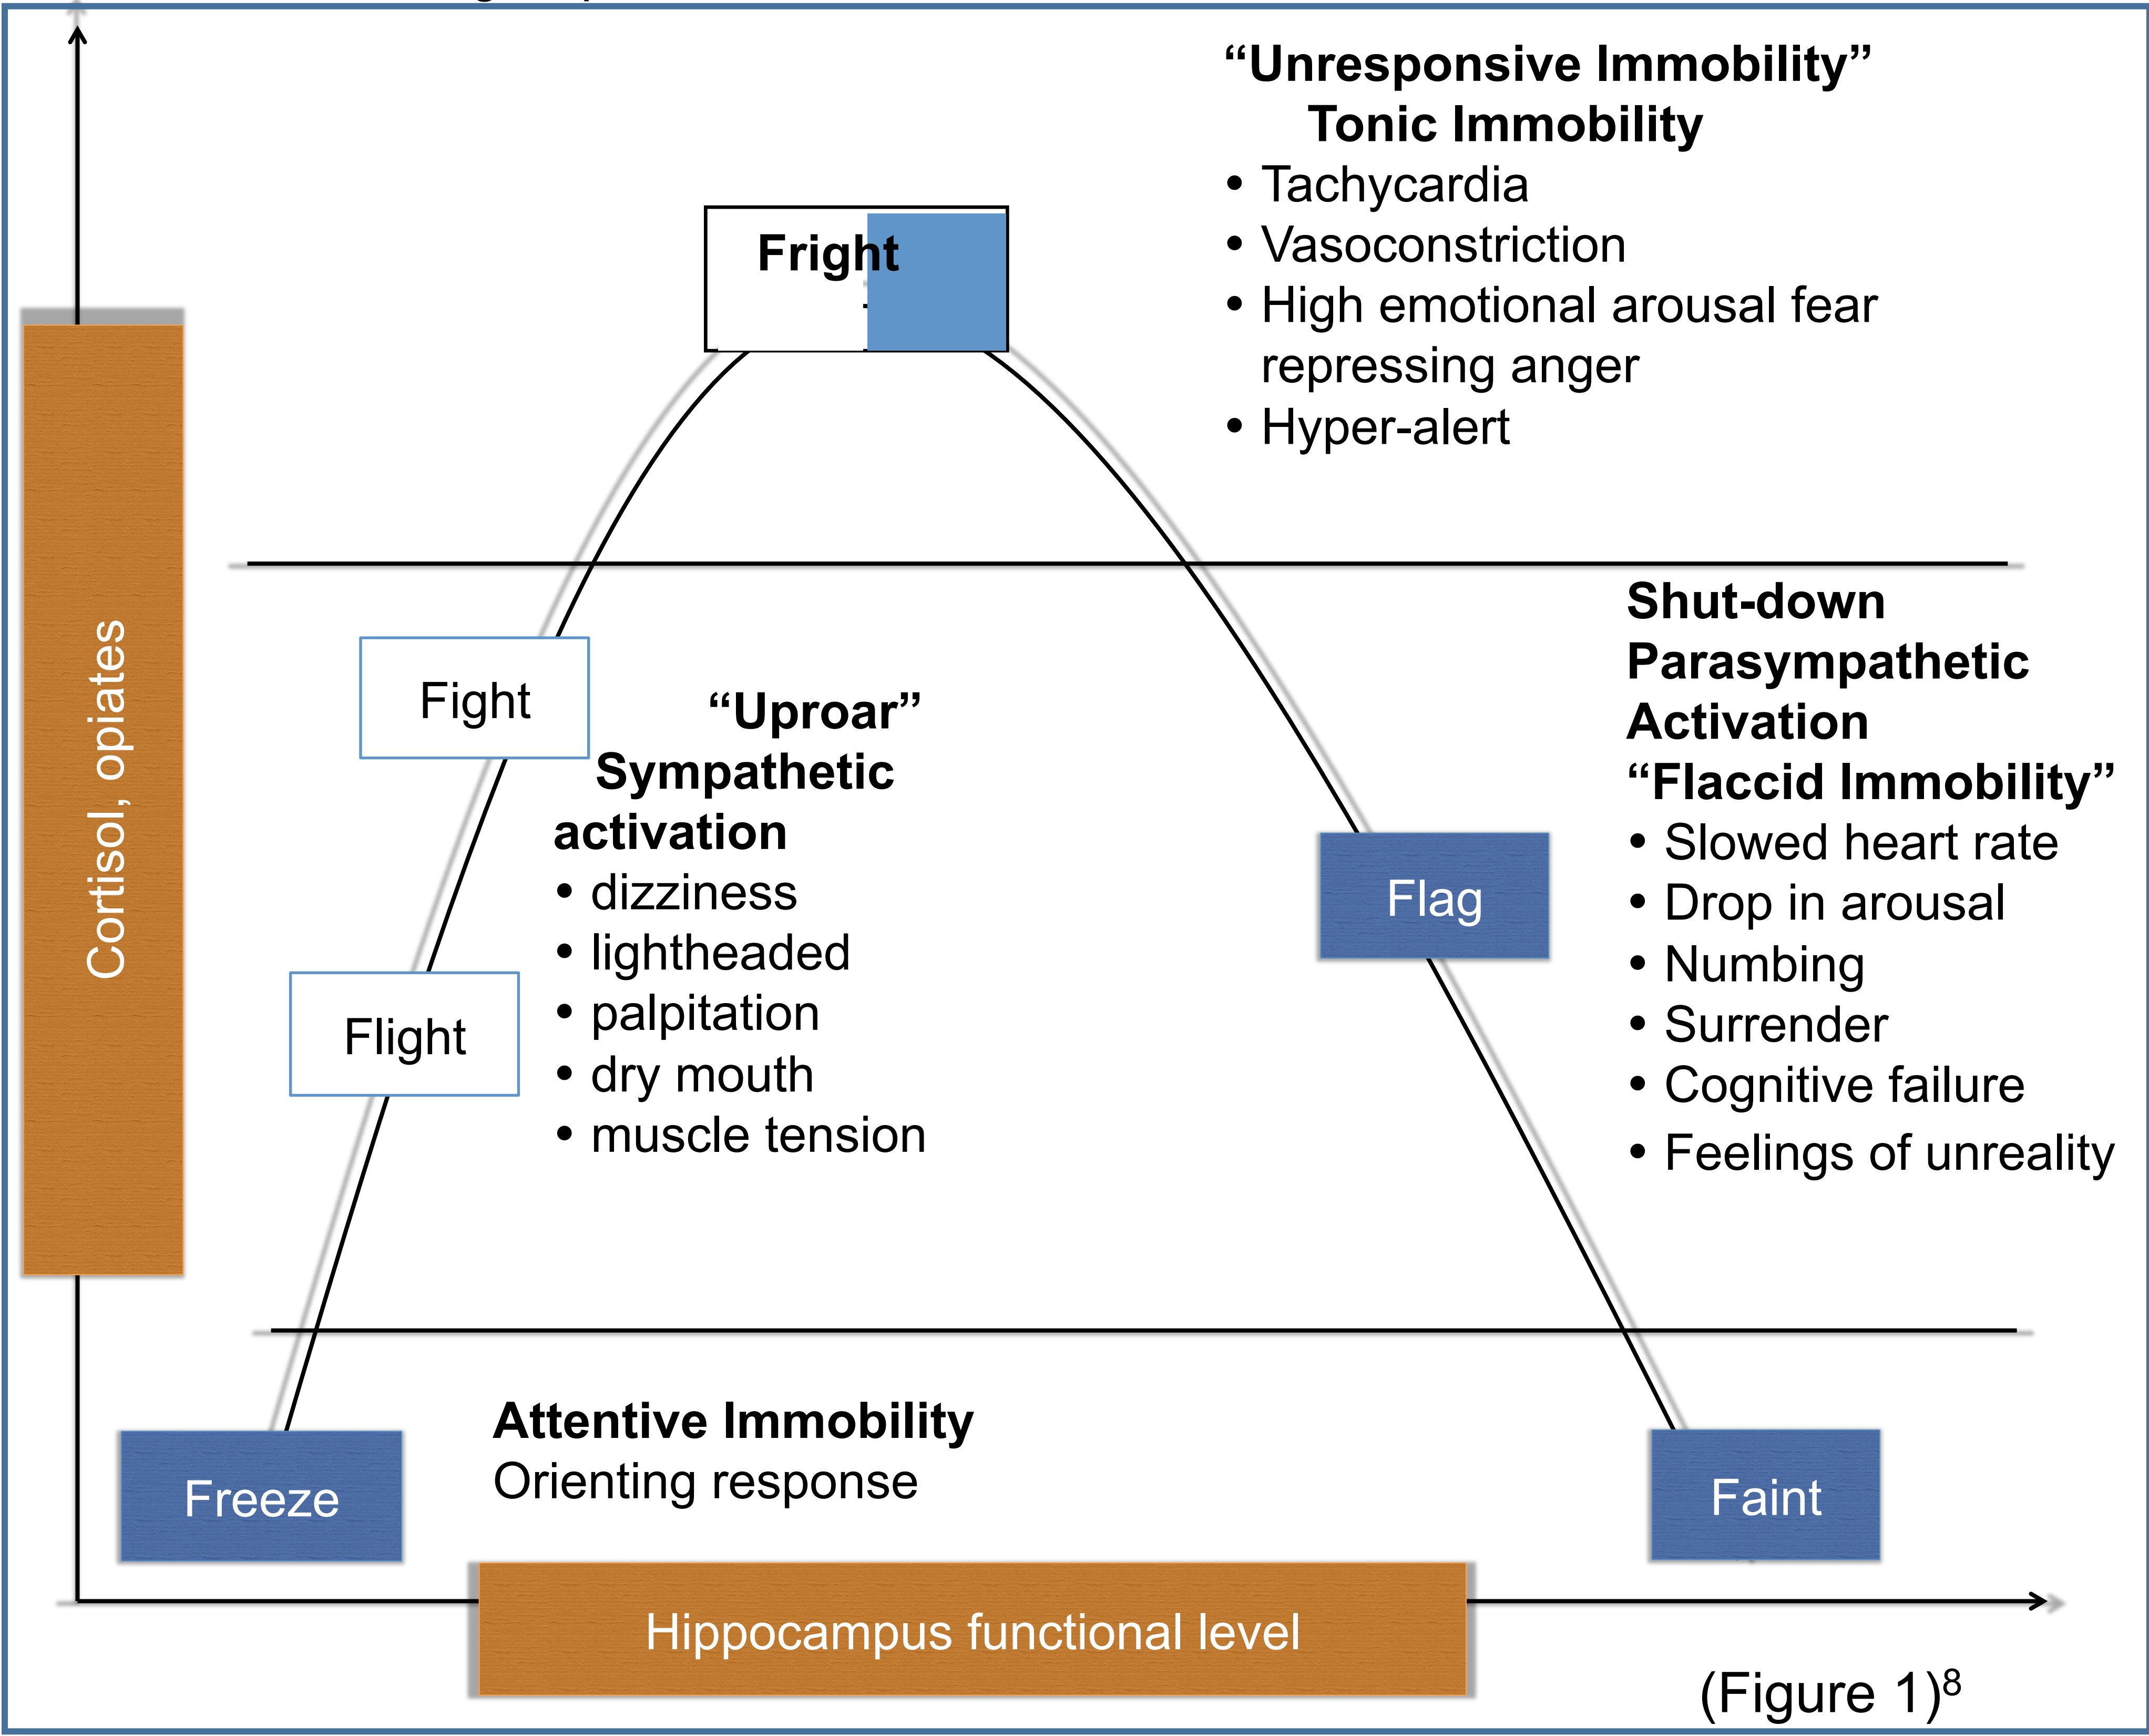 “Unresponsive Immobility”
Tonic Immobility
• Tachycardia
• Vasoconstriction
• High emotional arousal fear
repressing anger
• Hyper-alert
Fright
Cortisol, opiates
Fight
“Uproar”
Sympathetic
activation
• dizziness
• lightheaded
• palpitation
• dry mouth
• muscle tension
Flight
Shut-down
Parasympathetic
Activation
“Flaccid Immobility”
• Slowed heart rate
• Drop in arousal
• Numbing
• Surrender
• Cognitive failure
• Feelings of unreality
Flag
Attentive Immobility
Orienting response
Freeze
Faint
Hippocampus functional level
(Figure 1)⁸